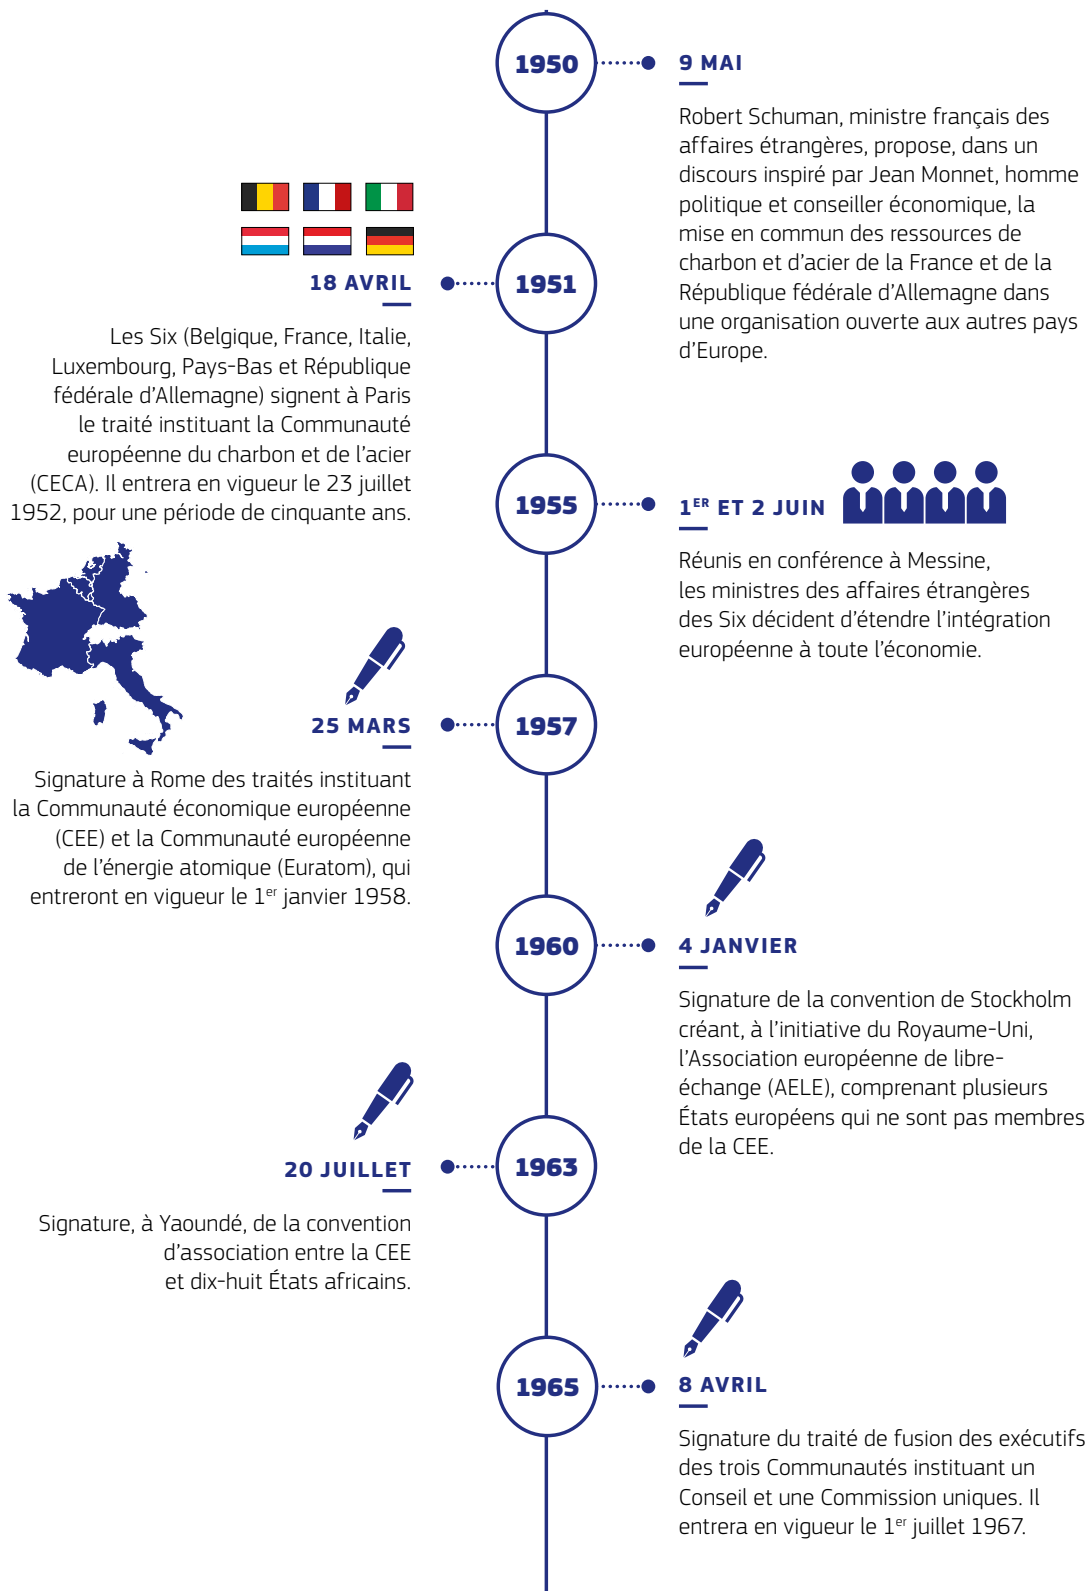 1950
9 MAI
Robert Schuman, ministre français des
affaires étrangères, propose, dans un
discours inspiré par Jean Monnet, homme
politique et conseiller économique, la
mise en commun des ressources de
charbon et d’acier de la France et de la
République fédérale d’Allemagne dans
une organisation ouverte aux autres pays
d’Europe.
1951
18 AVRIL
Les Six (Belgique, France, Italie,
Luxembourg, Pays-Bas et République
fédérale d’Allemagne) signent à Paris
le traité instituant la Communauté
européenne du charbon et de l’acier
(CECA). Il entrera en vigueur le 23 juillet
1952, pour une période de cinquante ans.
1955
1ER ET 2 JUIN
Réunis en conférence à Messine,
les ministres des affaires étrangères
des Six décident d’étendre l’intégration
européenne à toute l’économie.
1957
25 MARS
Signature à Rome des traités instituant
la Communauté économique européenne
(CEE) et la Communauté européenne
de l’énergie atomique (Euratom), qui
entreront en vigueur le 1er janvier 1958.
1960
4 JANVIER
Signature de la convention de Stockholm
créant, à l’initiative du Royaume-Uni,
l’Association européenne de libre-
échange (AELE), comprenant plusieurs
États européens qui ne sont pas membres
de la CEE.
1963
20 JUILLET
Signature, à Yaoundé, de la convention
d’association entre la CEE
et dix-huit États africains.
1965
8 AVRIL
Signature du traité de fusion des exécutifs
des trois Communautés instituant un
Conseil et une Commission uniques. Il
entrera en vigueur le 1er juillet 1967.